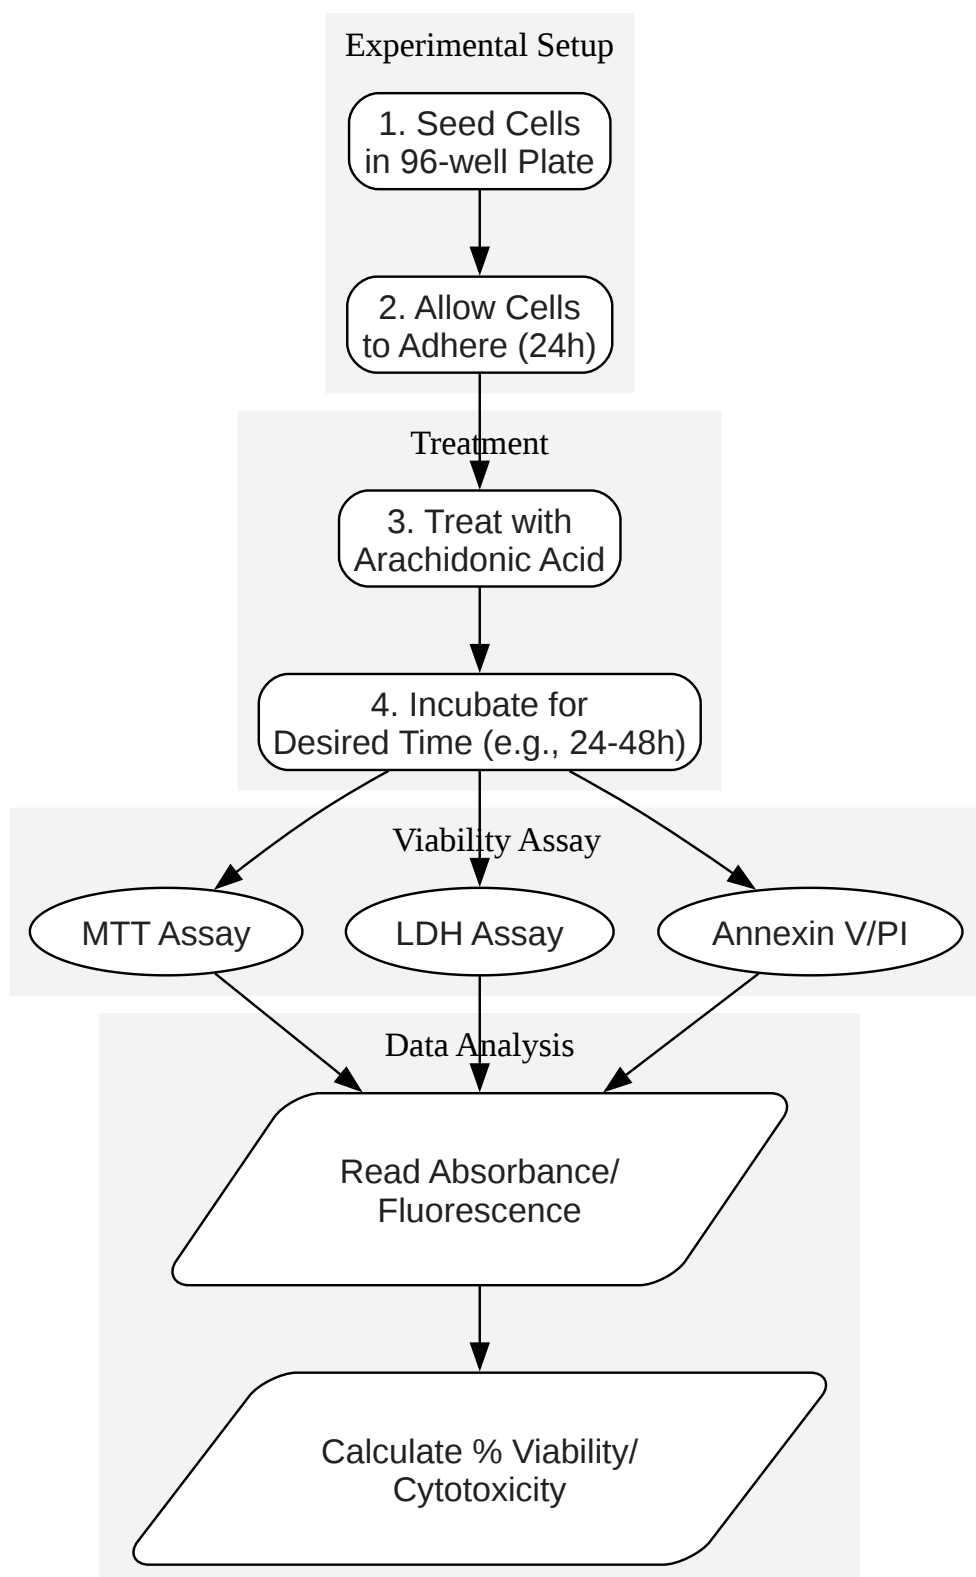 Experimental Setup
1. Seed Cells
in 96-well Plate
2. Allow Cells
to Adhere (24h)
Treatment
3. Treat with
Arachidonic Acid
4. Incubate for
Desired Time (e.g., 24-48h)
Viability Assay
MTT Assay
LDH Assay
Annexin V/PI
Data Analysis
Read Absorbance/
Fluorescence
Calculate % Viability/
Cytotoxicity